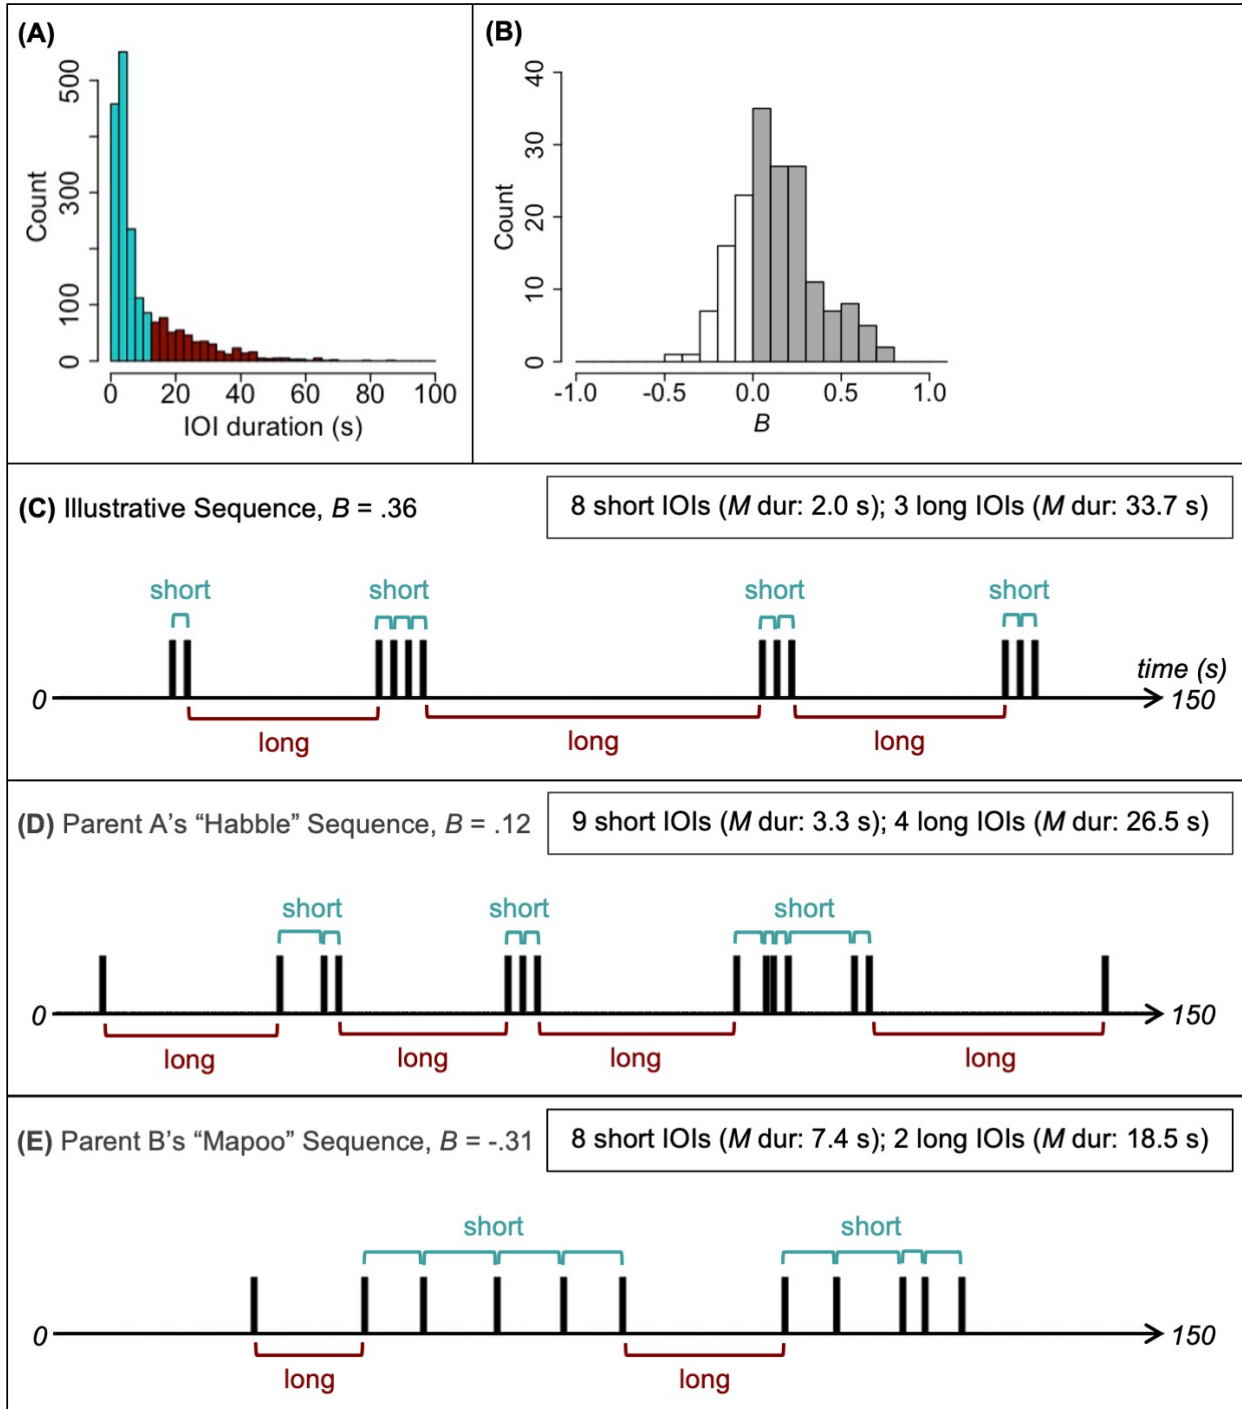 (A)
500
300
100
0
Count
0 20 40 60 80 100
IOI duration (s)
(B)
40
30
20
10
0
Count
-1.0 -0.5 0.0 0.5 1.0
B
(C) Illustrative Sequence, B = .36
8 short IOIs (M dur: 2.0 s); 3 long IOIs (M dur: 33.7 s)
short short short short
time (s)
0 150
long long long
(D) Parent A's “Habble” Sequence, B = .12
9 short IOIs (M dur: 3.3 s); 4 long IOIs (M dur: 26.5 s)
short short short
0 150
long long long long
(E) Parent B's “Mapoo” Sequence, B = -.31
8 short IOIs (M dur: 7.4 s); 2 long IOIs (M dur: 18.5 s)
short short
0 150
long long